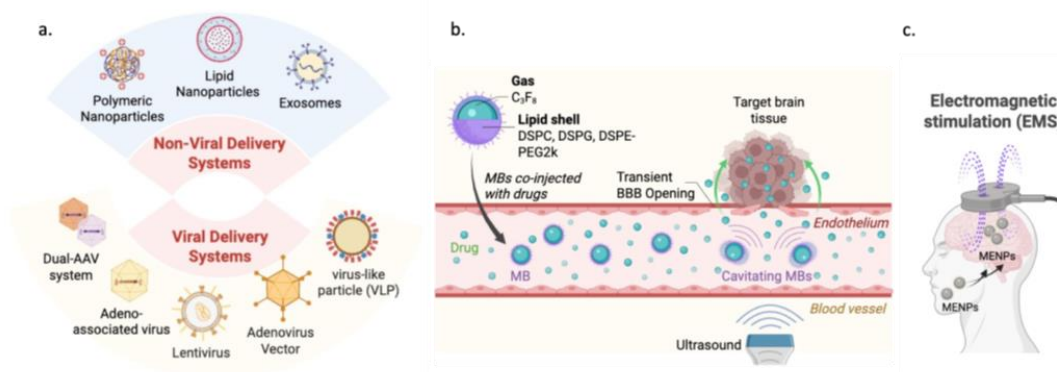 a.
Polymeric
Nanoparticles
Lipid
Nanoparticles
Exosomes
Non-Viral Delivery
Systems
Viral Delivery
Systems
Dual-AAV
system
Adeno-
associated virus
Lentivirus
Adenovirus
Vector
virus-like
particle (VLP)
b.
Gas
C₃F₈
Lipid shell
DSPC, DSPG, DSPE-
PEG2k
MBs co-injected
with drugs
Target brain
tissue
Transient
BBB Opening
Endothelium
Drug
MB
Cavitating MBs
Blood vessel
Ultrasound
c.
Electromagnetic
stimulation (EMS
MENPs
MENPs